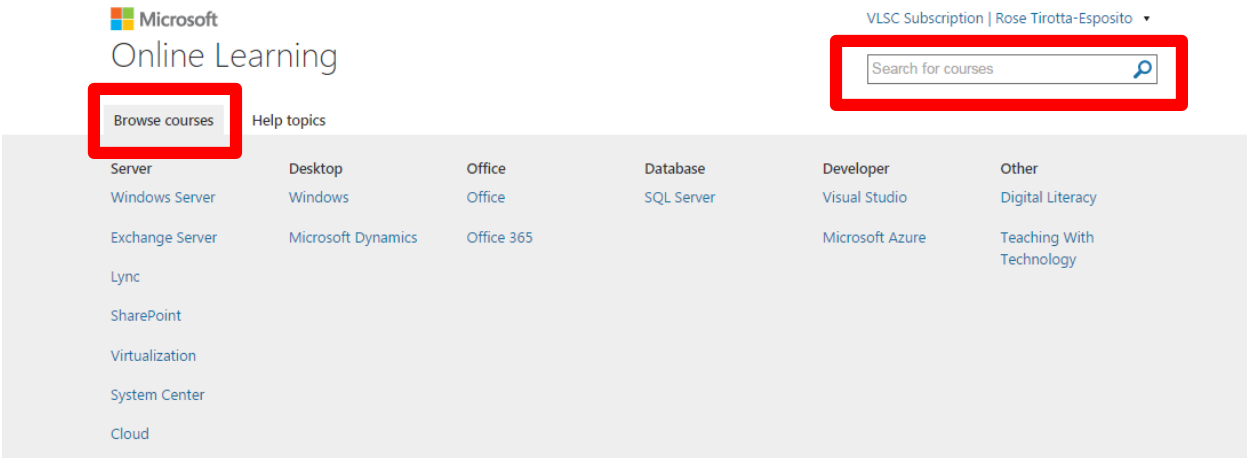 Microsoft
VLSC Subscription | Rose Tirotta-Esposito
Online Learning
Search for courses
Browse courses
Help topics
Server
Windows Server
Exchange Server
Lync
SharePoint
Virtualization
System Center
Cloud
Desktop
Windows
Microsoft Dynamics
Office
Office
Office 365
Database
SQL Server
Developer
Visual Studio
Microsoft Azure
Other
Digital Literacy
Teaching With
Technology